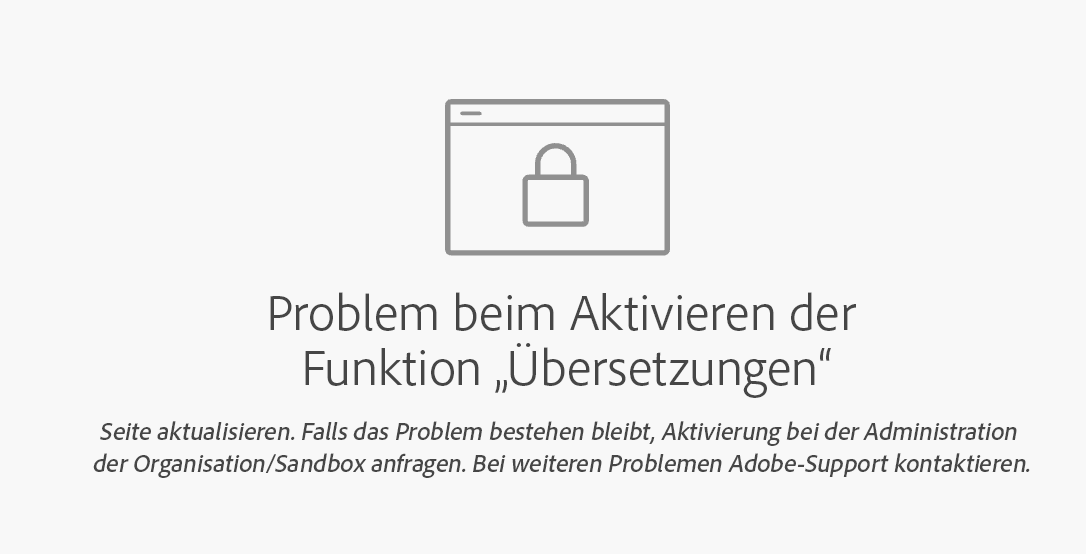 Problem beim Aktivieren der
Funktion „Übersetzungen“
Seite aktualisieren. Falls das Problem bestehen bleibt, Aktivierung bei der Administration
der Organisation/Sandbox anfragen. Bei weiteren Problemen Adobe-Support kontaktieren.